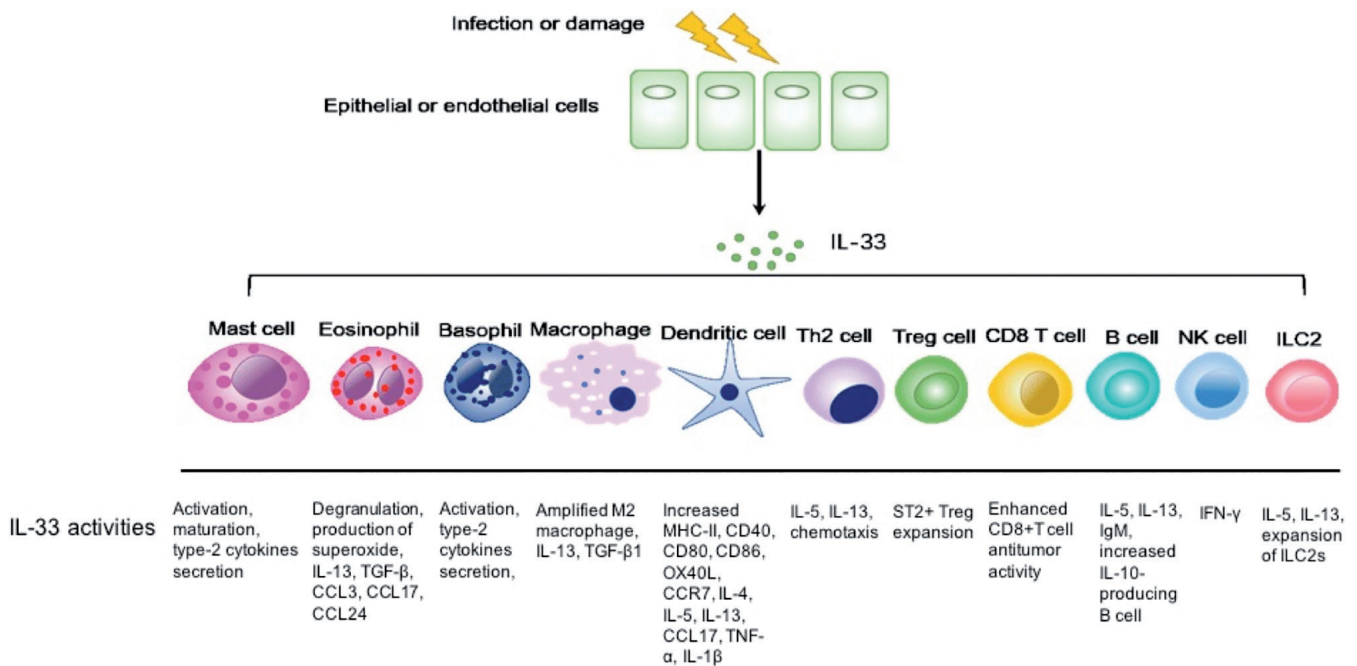 Infection or damage
Epithelial or endothelial cells
IL-33
Mast cell
Eosinophil
Basophil
Macrophage
Dendritic cell
Th2 cell
Treg cell
CD8 T cell
B cell
NK cell
ILC2
IL-33 activities
Activation,
maturation,
type-2 cytokines
secretion
Degranulation,
production of
superoxide,
IL-13, TGF-β,
CCL3, CCL17,
CCL24
Activation,
type-2
cytokines
secretion,
Amplified M2
macrophage,
IL-13, TGF-β1
Increased
MHC-II, CD40,
CD80, CD86,
OX40L,
CCR7, IL-4,
IL-5, IL-13,
CCL17, TNF-
α, IL-1β
IL-5, IL-13,
chemotaxis
ST2+ Treg
expansion
Enhanced
CD8+T cell
antitumor
activity
IL-5, IL-13,
IgM,
increased
IL-10-
producing
B cell
IFN-γ
IL-5, IL-13,
expansion
of ILC2s